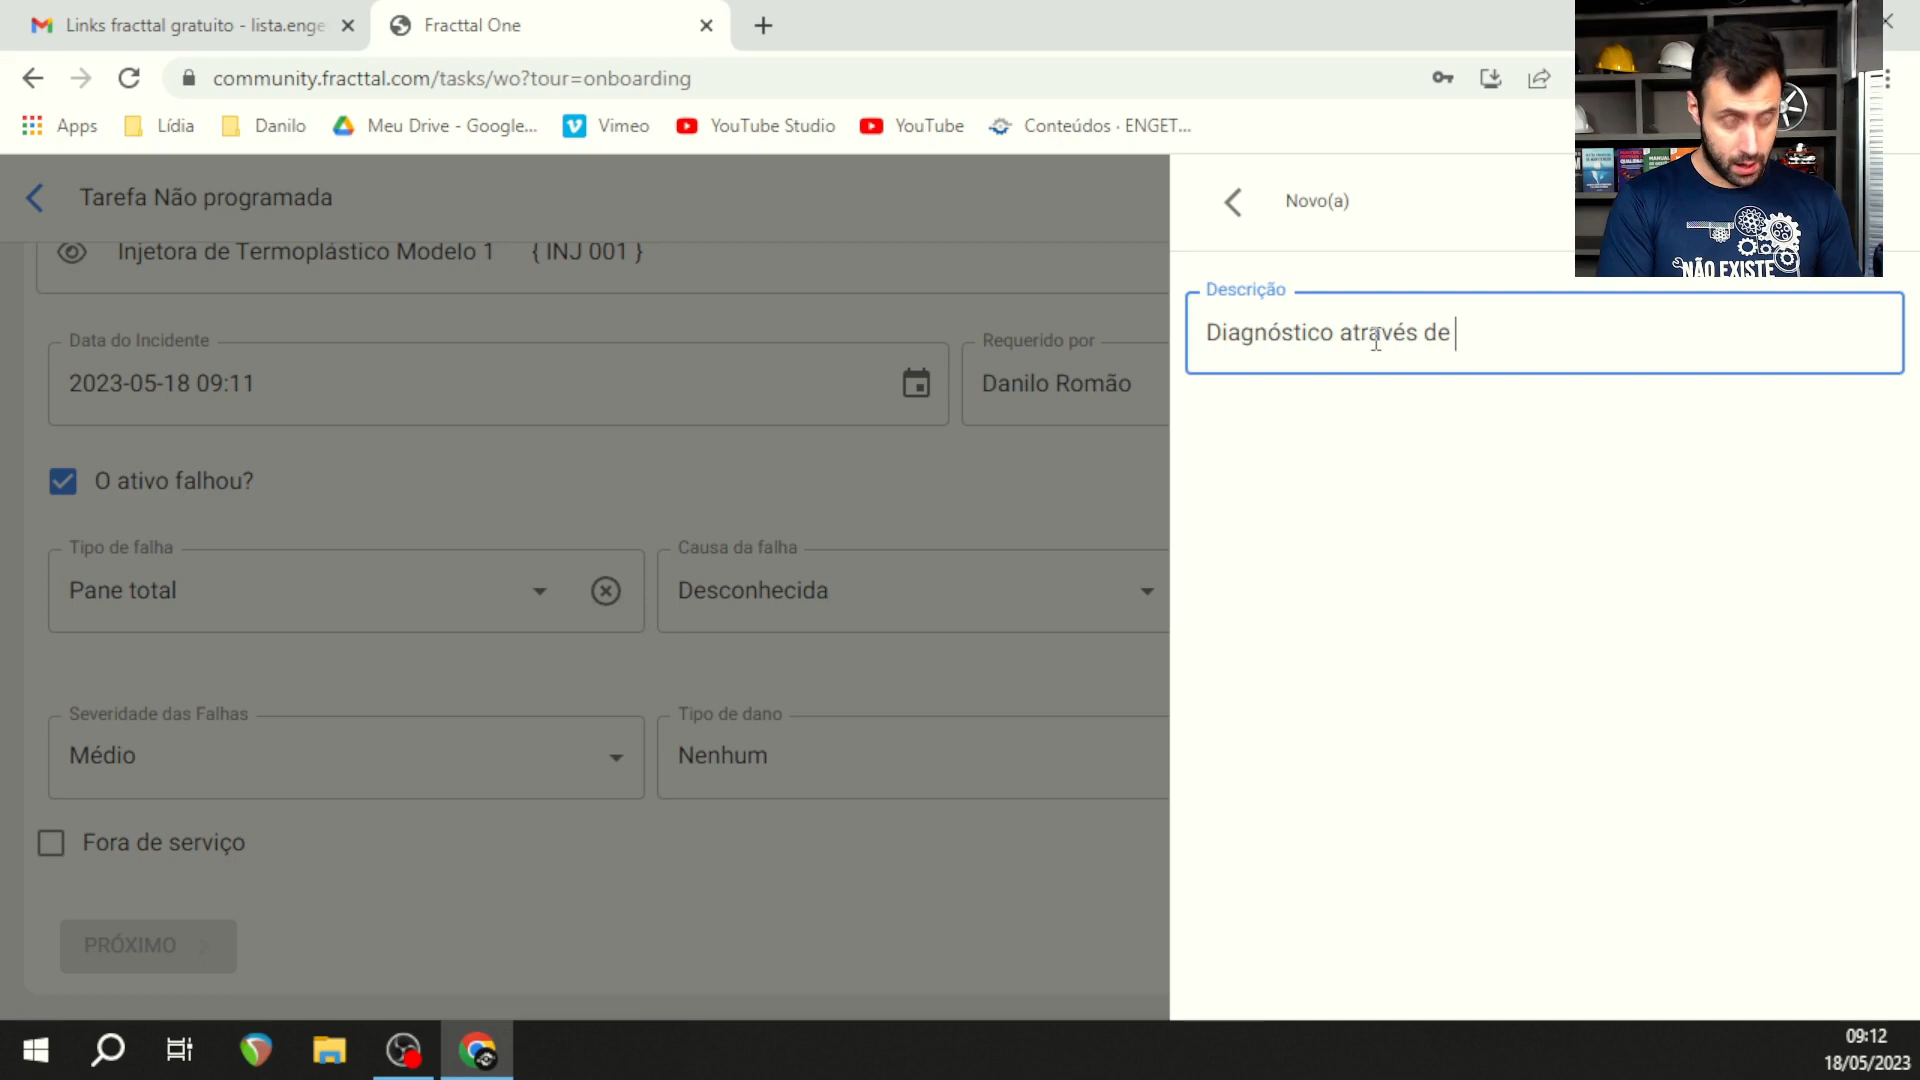 Links fracttal gratuito - lista.enge
Fracttal One
community.fracttal.com/tasks/wo?tour=onboarding
Apps
Lídia
Danilo
Meu Drive - Google...
Vimeo
YouTube Studio
YouTube
Conteúdos · ENGET...
Tarefa Não programada
Injetora de Termoplástico Modelo 1 { INJ 001 }
Data do Incidente
2023-05-18 09:11
Requerido por
Danilo Romão
O ativo falhou?
Tipo de falha
Pane total
Causa da falha
Desconhecida
Severidade das Falhas
Médio
Tipo de dano
Nenhum
Fora de serviço
PRÓXIMO
Novo(a)
Descrição
Diagnóstico através de
NÃO EXISTE
09:12
18/05/2023